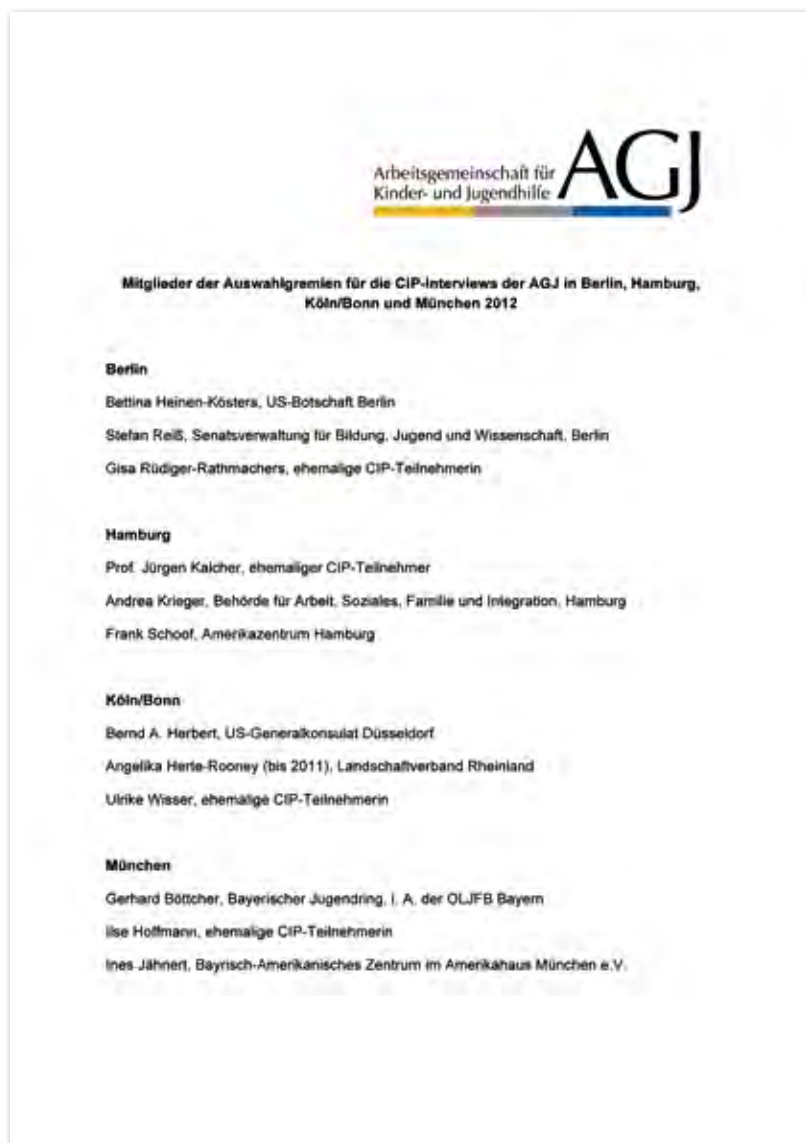 Arbeitsgemeinschaft für
Kinder- und Jugendhilfe
AGJ
Mitglieder der Auswahlgremien für die CIP-Interviews der AGJ in Berlin, Hamburg,
Köln/Bonn und München 2012
Berlin
Bettina Heinen-Kösters, US-Botschaft Berlin
Stefan Reiß, Senatsverwaltung für Bildung, Jugend und Wissenschaft, Berlin
Gisa Rüdiger-Rathmachers, ehemalige CIP-Teilnehmerin
Hamburg
Prof. Jürgen Kalcher, ehemaliger CIP-Teilnehmer
Andrea Krieger, Behörde für Arbeit, Soziales, Familie und Integration, Hamburg
Frank Schoof, Amerikazentrum Hamburg
Köln/Bonn
Bernd A. Herbert, US-Generalkonsulat Düsseldorf
Angelika Herte-Rooney (bis 2011), Landschaftverband Rheinland
Ulrike Wisser, ehemalige CIP-Teilnehmerin
München
Gerhard Böttcher, Bayerischer Jugendring, I. A. der OLJFB Bayern
Ilse Hoffmann, ehemalige CIP-Teilnehmerin
Ines Jähnert, Bayrisch-Amerikanisches Zentrum im Amerikahaus München e.V.